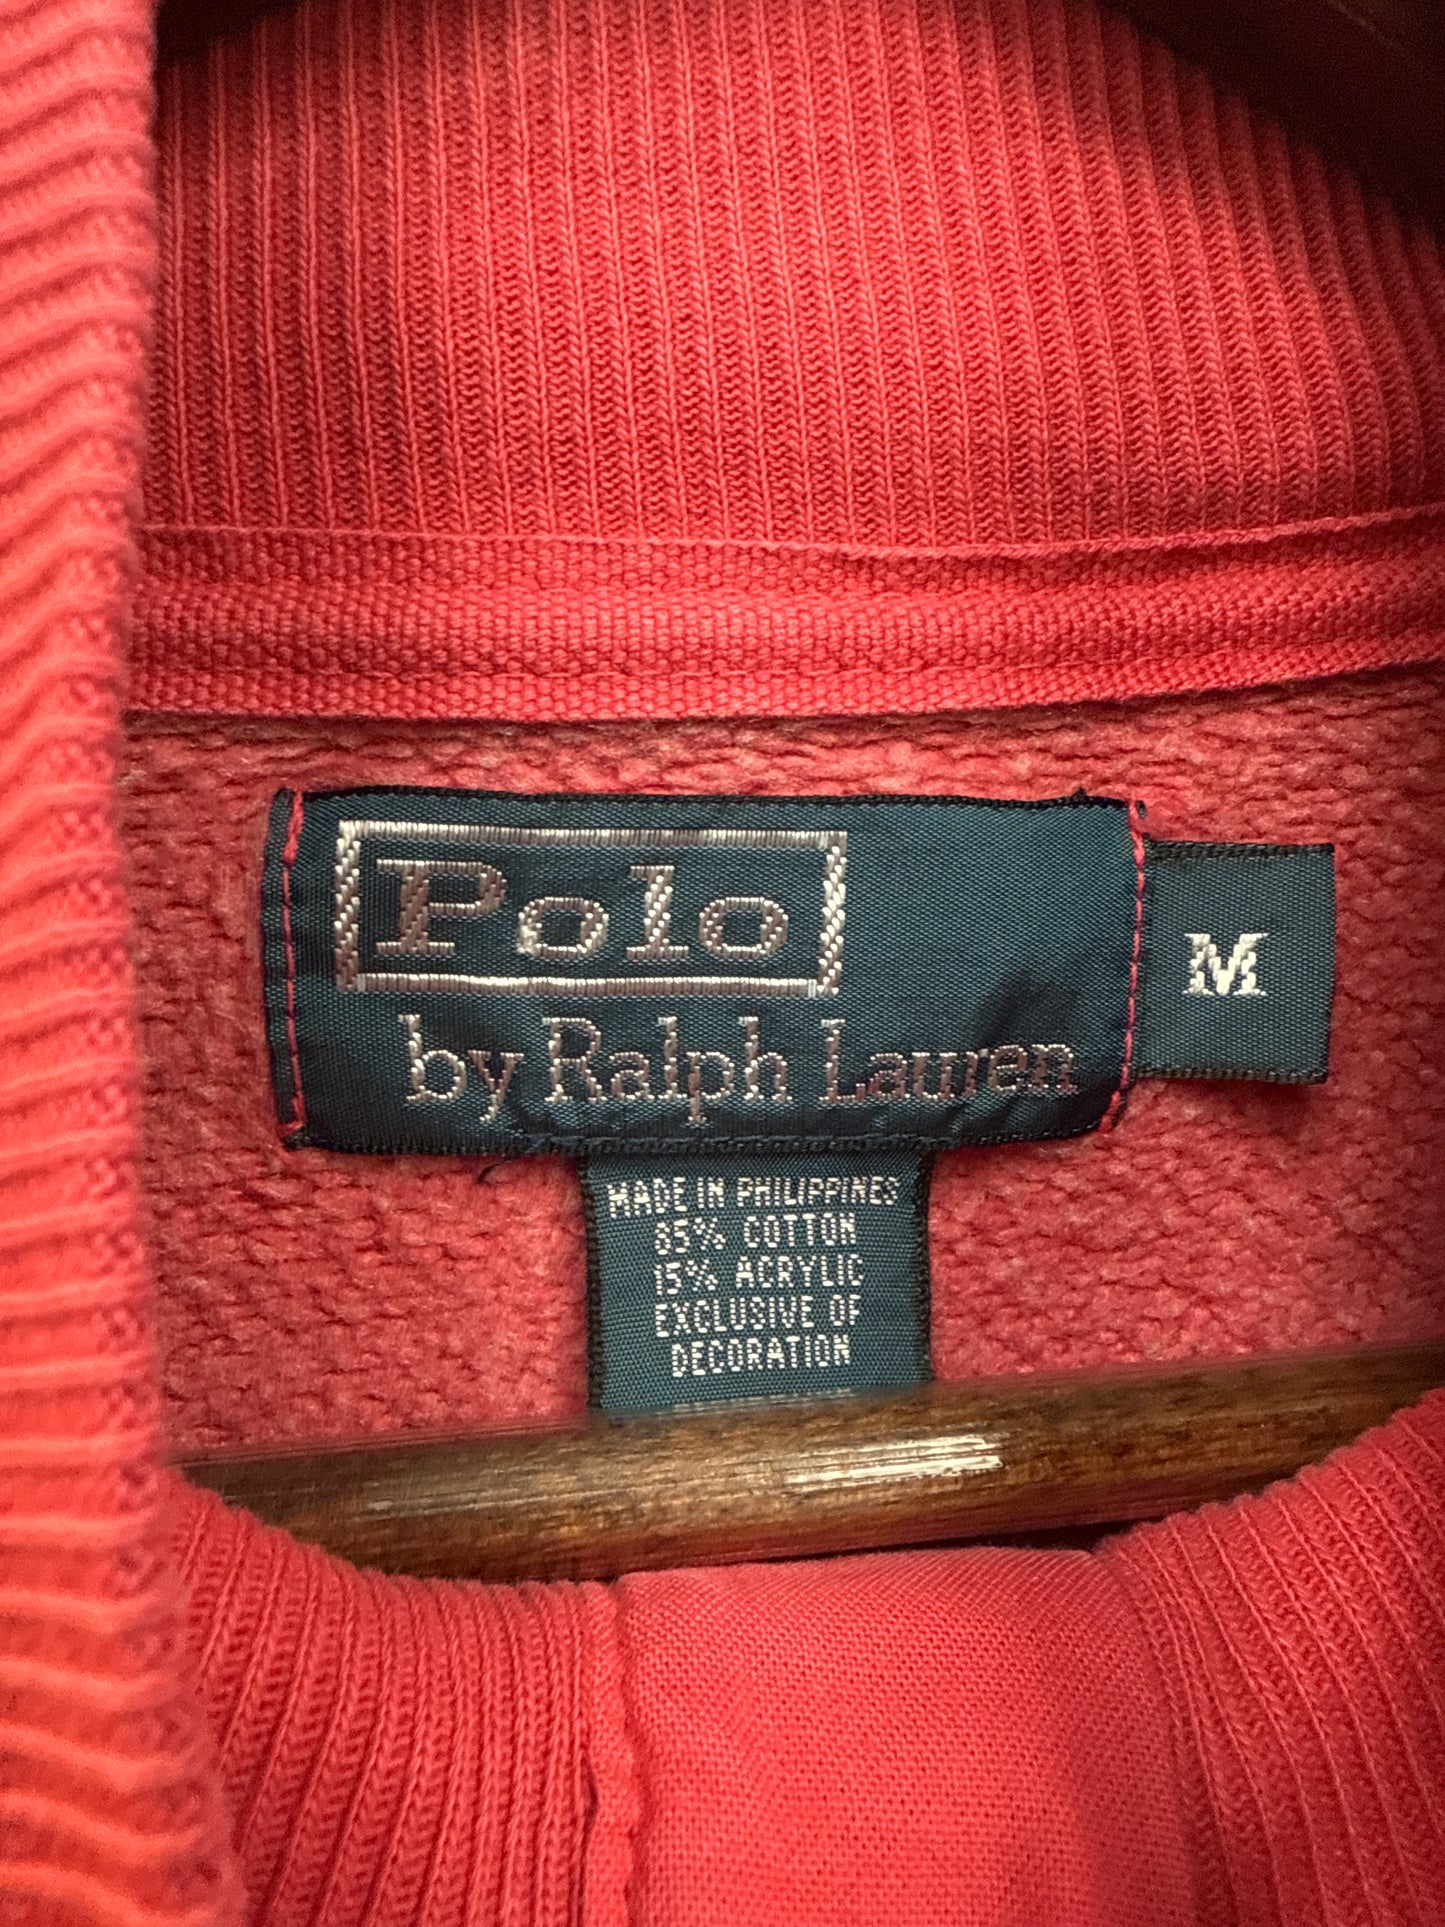 Polo
by Ralph Lauren
M
MADE IN PHILIPPINES
85% COTTON
15% ACRYLIC
EXCLUSIVE OF
DECORATION